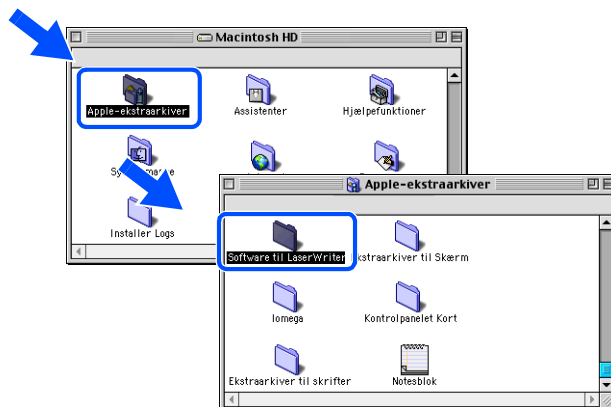 Macintosh HD
Apple-ekstraarkiver
Assistenter
Hjælpefunktioner
Installer Logs
Apple-ekstraarkiver
Software til LaserWriter
kstraarkiver til Skærm
Iomega
Kontrolpanelet Kort
Ekstraarkiver til skrifter
Notesblok